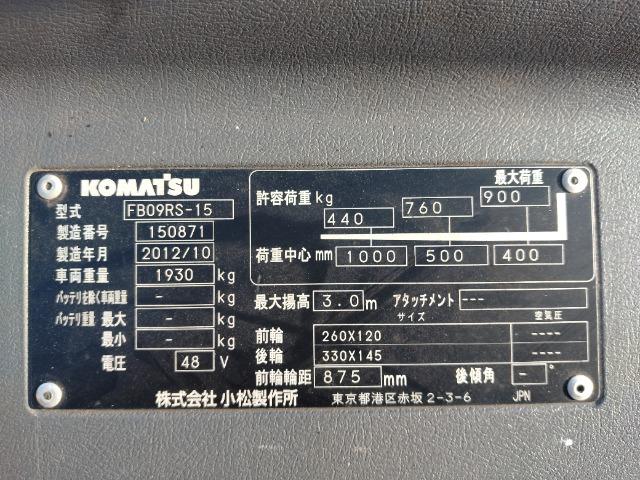 KOMATSU
型式 FB09RS-15
製造番号 150871
製造年月 2012/10
車両重量 1930 kg
バッテリを除く車両重量 - kg
バッテリ重量 最大 - kg
最小 - kg
電圧 48 V
最大荷重
許容荷重 kg 440 760 900
荷重中心 mm 1000 500 400
最大揚高 3.0 m アタッチメント ---
サイズ 空気圧
前輪 260X120 ----
後輪 330X145 ----
前輪輪距 875 mm 後傾角 - °
株式会社 小松製作所 東京都港区赤坂 2-3-6 JPN